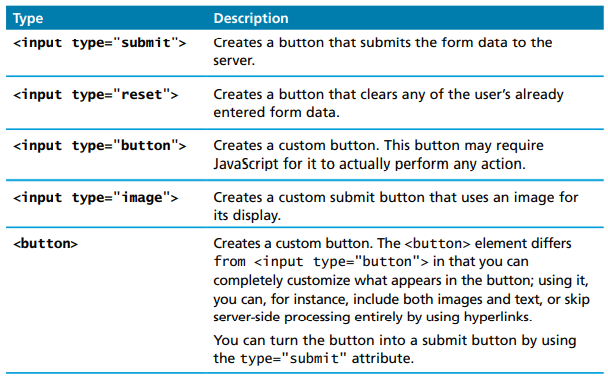 Type Description
<input type="submit"> Creates a button that submits the form data to the
server.
<input type="reset"> Creates a button that clears any of the user’s already
entered form data.
<input type="button"> Creates a custom button. This button may require
JavaScript for it to actually perform any action.
<input type="image"> Creates a custom submit button that uses an image for
its display.
<button> Creates a custom button. The <button> element differs
from <input type="button"> in that you can
completely customize what appears in the button; using it,
you can, for instance, include both images and text, or skip
server-side processing entirely by using hyperlinks.
You can turn the button into a submit button by using
the type="submit" attribute.